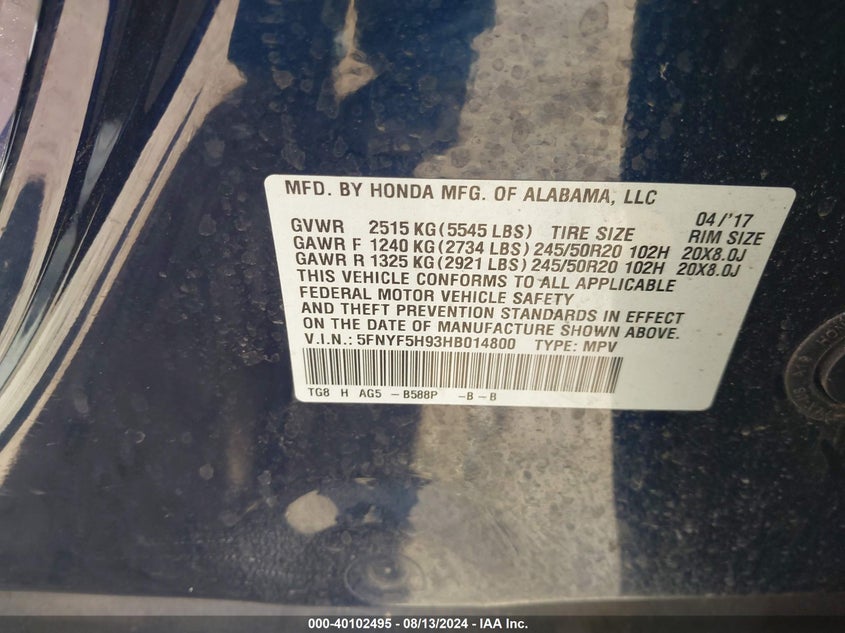 MFD. BY HONDA MFG. OF ALABAMA, LLC
04/'17
GVWR 2515 KG (5545 LBS) TIRE SIZE RIM SIZE
GAWR F 1240 KG (2734 LBS) 245/50R20 102H 20X8.0J
GAWR R 1325 KG (2921 LBS) 245/50R20 102H 20X8.0J
THIS VEHICLE CONFORMS TO ALL APPLICABLE
FEDERAL MOTOR VEHICLE SAFETY
AND THEFT PREVENTION STANDARDS IN EFFECT
ON THE DATE OF MANUFACTURE SHOWN ABOVE.
V.I.N.: 5FNYF5H93HB014800 TYPE: MPV
TG8 H AG5 -B588P -B-B
000-40102495 - 08/13/2024 - IAA Inc.